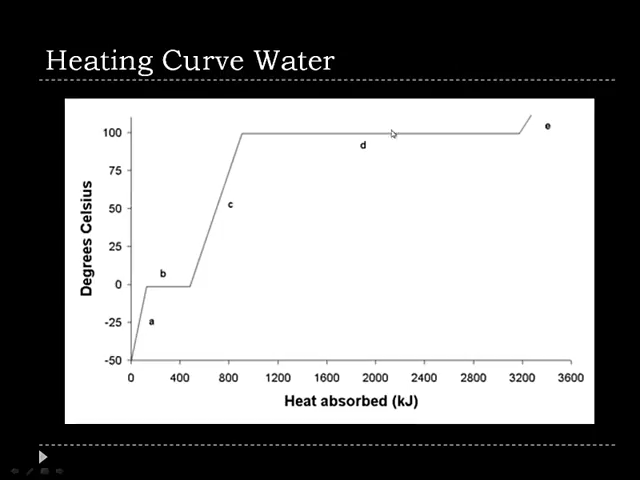 Heating Curve Water
100
75
50
25
0
-25
-50
Degrees Celsius
a
b
c
d
e
0 400 800 1200 1600 2000 2400 2800 3200 3600
Heat absorbed (kJ)